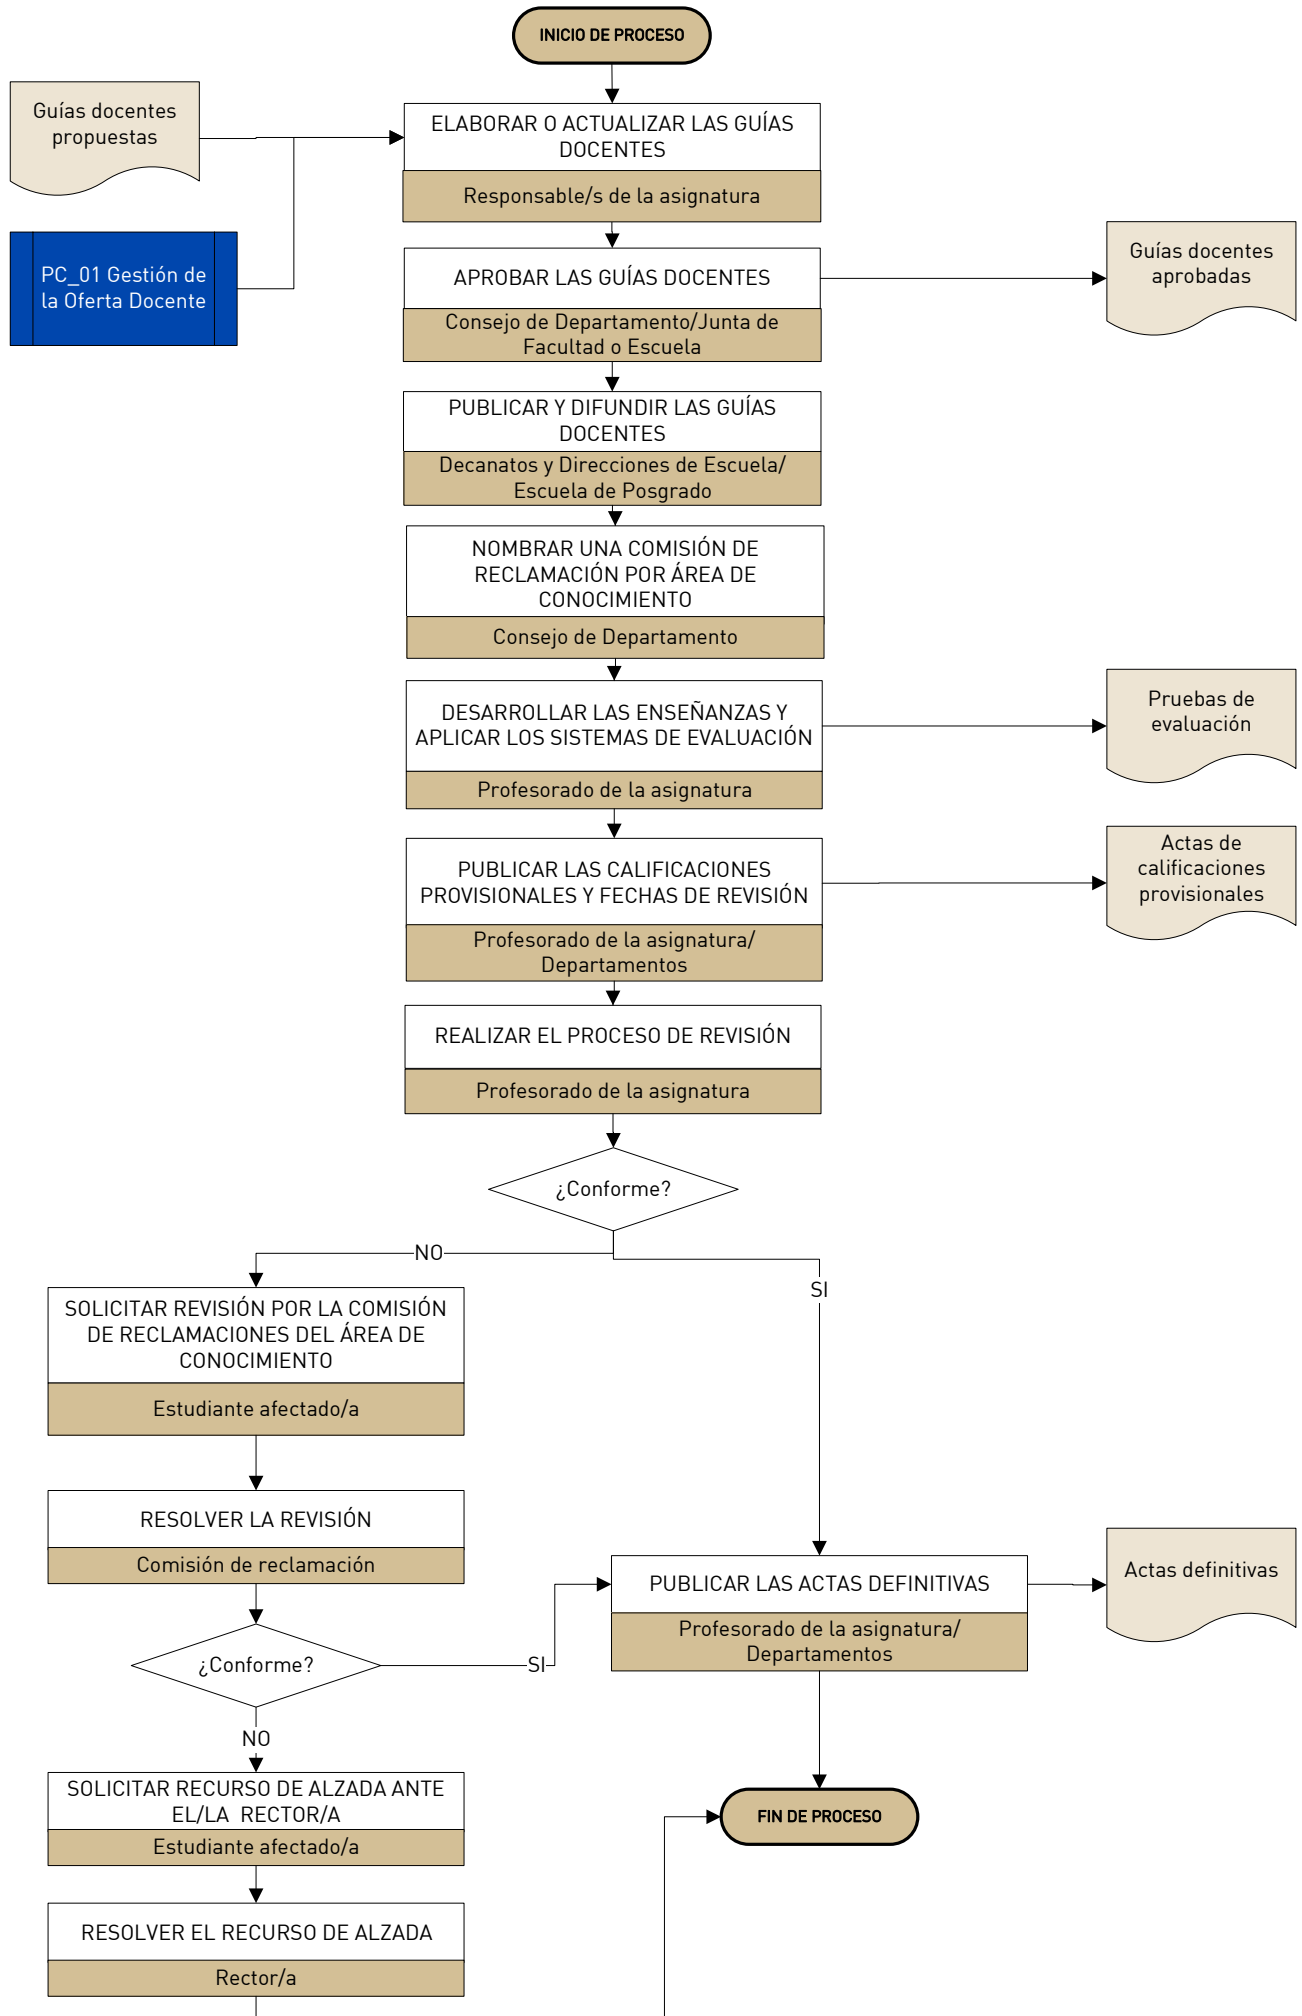 INICIO DE PROCESO
Guías docentes
propuestas
ELABORAR O ACTUALIZAR LAS GUÍAS
DOCENTES
Responsable/s de la asignatura
PC_01 Gestión de
la Oferta Docente
APROBAR LAS GUÍAS DOCENTES
Consejo de Departamento/Junta de
Facultad o Escuela
Guías docentes
aprobadas
PUBLICAR Y DIFUNDIR LAS GUÍAS
DOCENTES
Decanatos y Direcciones de Escuela/
Escuela de Posgrado
NOMBRAR UNA COMISIÓN DE
RECLAMACIÓN POR ÁREA DE
CONOCIMIENTO
Consejo de Departamento
DESARROLLAR LAS ENSEÑANZAS Y
APLICAR LOS SISTEMAS DE EVALUACIÓN
Profesorado de la asignatura
Pruebas de
evaluación
PUBLICAR LAS CALIFICACIONES
PROVISIONALES Y FECHAS DE REVISIÓN
Profesorado de la asignatura/
Departamentos
Actas de
calificaciones
provisionales
REALIZAR EL PROCESO DE REVISIÓN
Profesorado de la asignatura
¿Conforme?
NO
SI
SOLICITAR REVISIÓN POR LA COMISIÓN
DE RECLAMACIONES DEL ÁREA DE
CONOCIMIENTO
Estudiante afectado/a
RESOLVER LA REVISIÓN
Comisión de reclamación
PUBLICAR LAS ACTAS DEFINITIVAS
Profesorado de la asignatura/
Departamentos
Actas definitivas
¿Conforme?
SI
NO
SOLICITAR RECURSO DE ALZADA ANTE
EL/LA RECTOR/A
Estudiante afectado/a
FIN DE PROCESO
RESOLVER EL RECURSO DE ALZADA
Rector/a